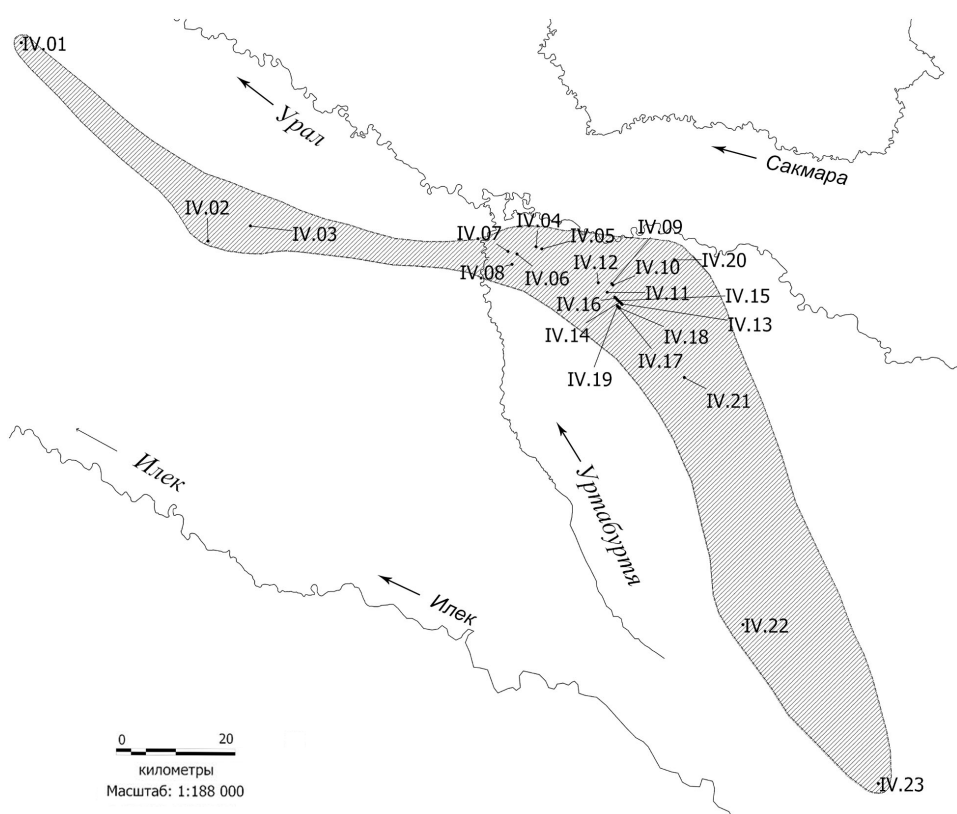 IV.01
Урал
Сакмара
IV.02
IV.03
IV.04
IV.09
IV.07
IV.05
IV.12
IV.10
IV.20
IV.08
IV.06
IV.11
IV.15
IV.16
IV.13
IV.14
IV.18
IV.17
IV.19
IV.21
Илек
Уртабуртя
Илек
IV.22
0 20
километры
Масштаб: 1:188 000
IV.23